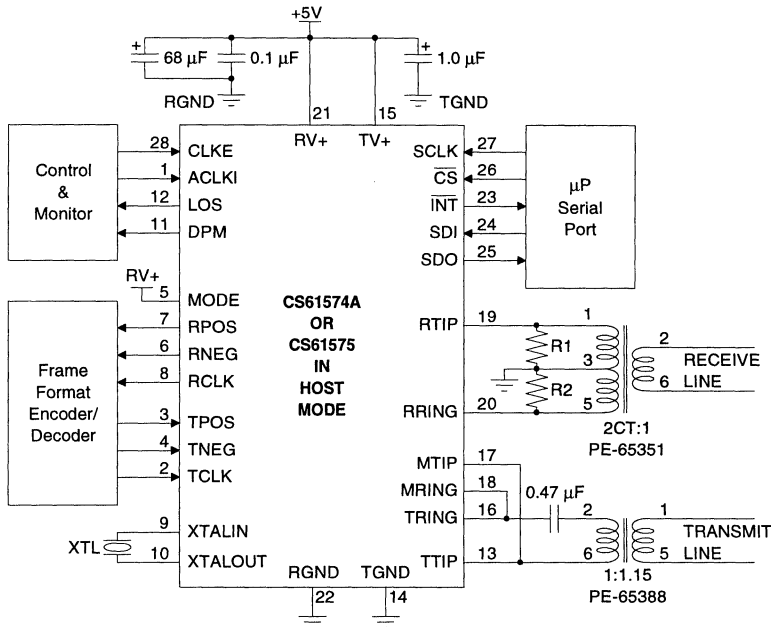 +5V
+
68 μF
0.1 μF
+
1.0 μF
RGND
TGND
21
15
RV+
TV+
Control
&
Monitor
28
CLKE
1
ACLKI
12
LOS
11
DPM
SCLK
27
CS
26
INT
23
SDI
24
SDO
25
μP
Serial
Port
RV+
5
MODE
7
RPOS
6
RNEG
8
RCLK
3
TPOS
4
TNEG
2
TCLK
Frame
Format
Encoder/
Decoder
CS61574A
OR
CS61575
IN
HOST
MODE
RTIP
19
1
R1
3
R2
RRING
20
5
2
RECEIVE
6
LINE
2CT:1
PE-65351
MTIP
17
MRING
18
TRING
16
0.47 μF
2
1
TRANSMIT
TTIP
13
6
5
LINE
1:1.15
PE-65388
XTL
9
XTALIN
10
XTALOUT
RGND
TGND
22
14